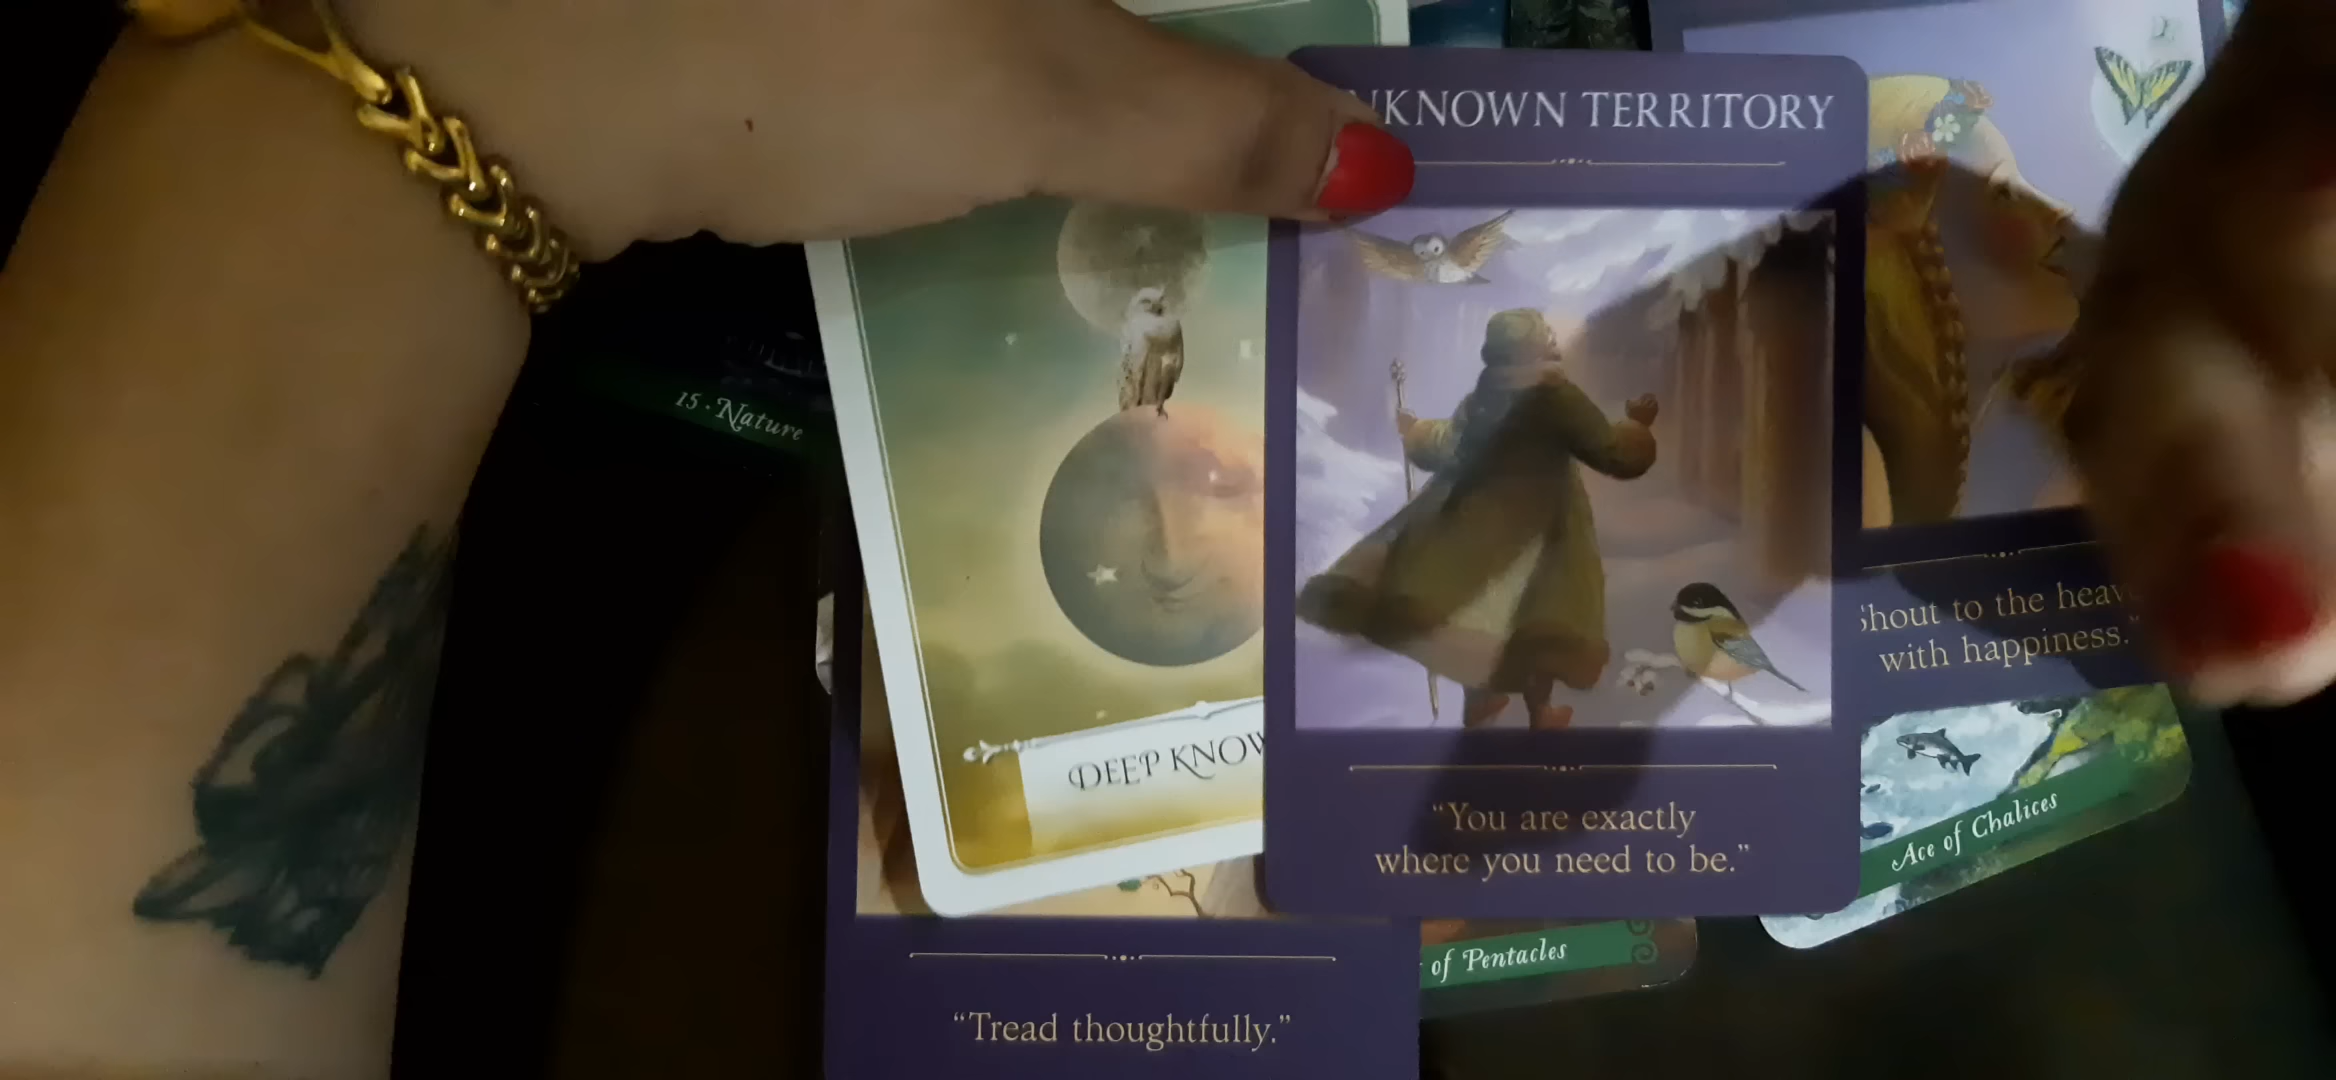 NKNOWN TERRITORY
15 · Nature
DEEP KNOW
"You are exactly
where you need to be."
Shout to the heav
with happiness."
Ace of Chalices
of Pentacles
"Tread thoughtfully."